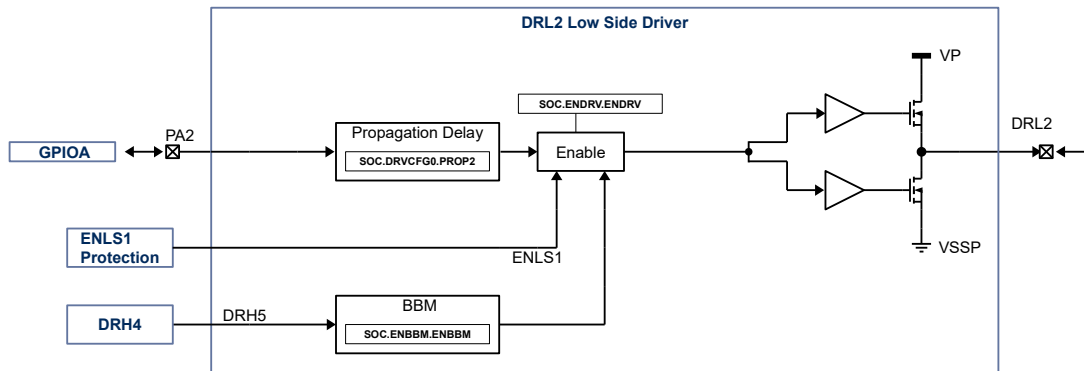 DRL2 Low Side Driver
VP
SOC.ENDRV.ENDRV
PA2
Propagation Delay
DRL2
GPIOA
SOC.DRVCFG0.PROP2
Enable
ENLS1
Protection
ENLS1
VSSP
BBM
DRH4
DRH5
SOC.ENBBM.ENBBM